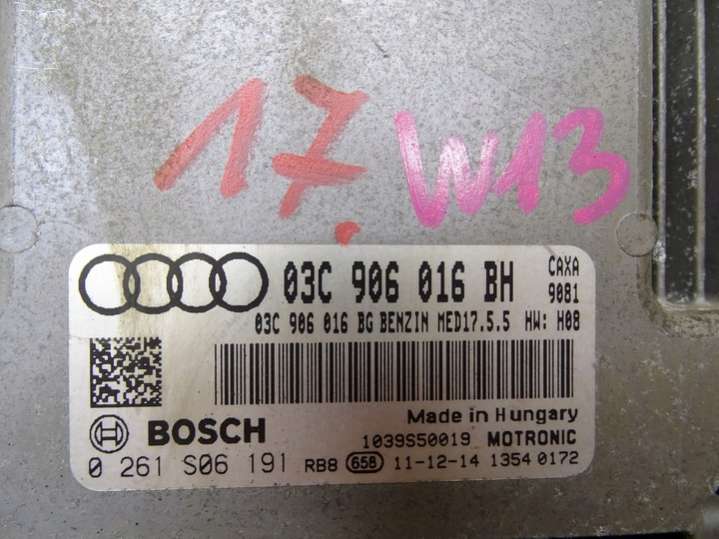 17. W13
03C 906 016 BH CAXA
9081
03C 906 016 BG BENZIN MED17.5.5 HW: H08
Made in Hungary
BOSCH 1039S50019 MOTRONIC
0 261 S06 191 RB8 658 11-12-14 1354 0172